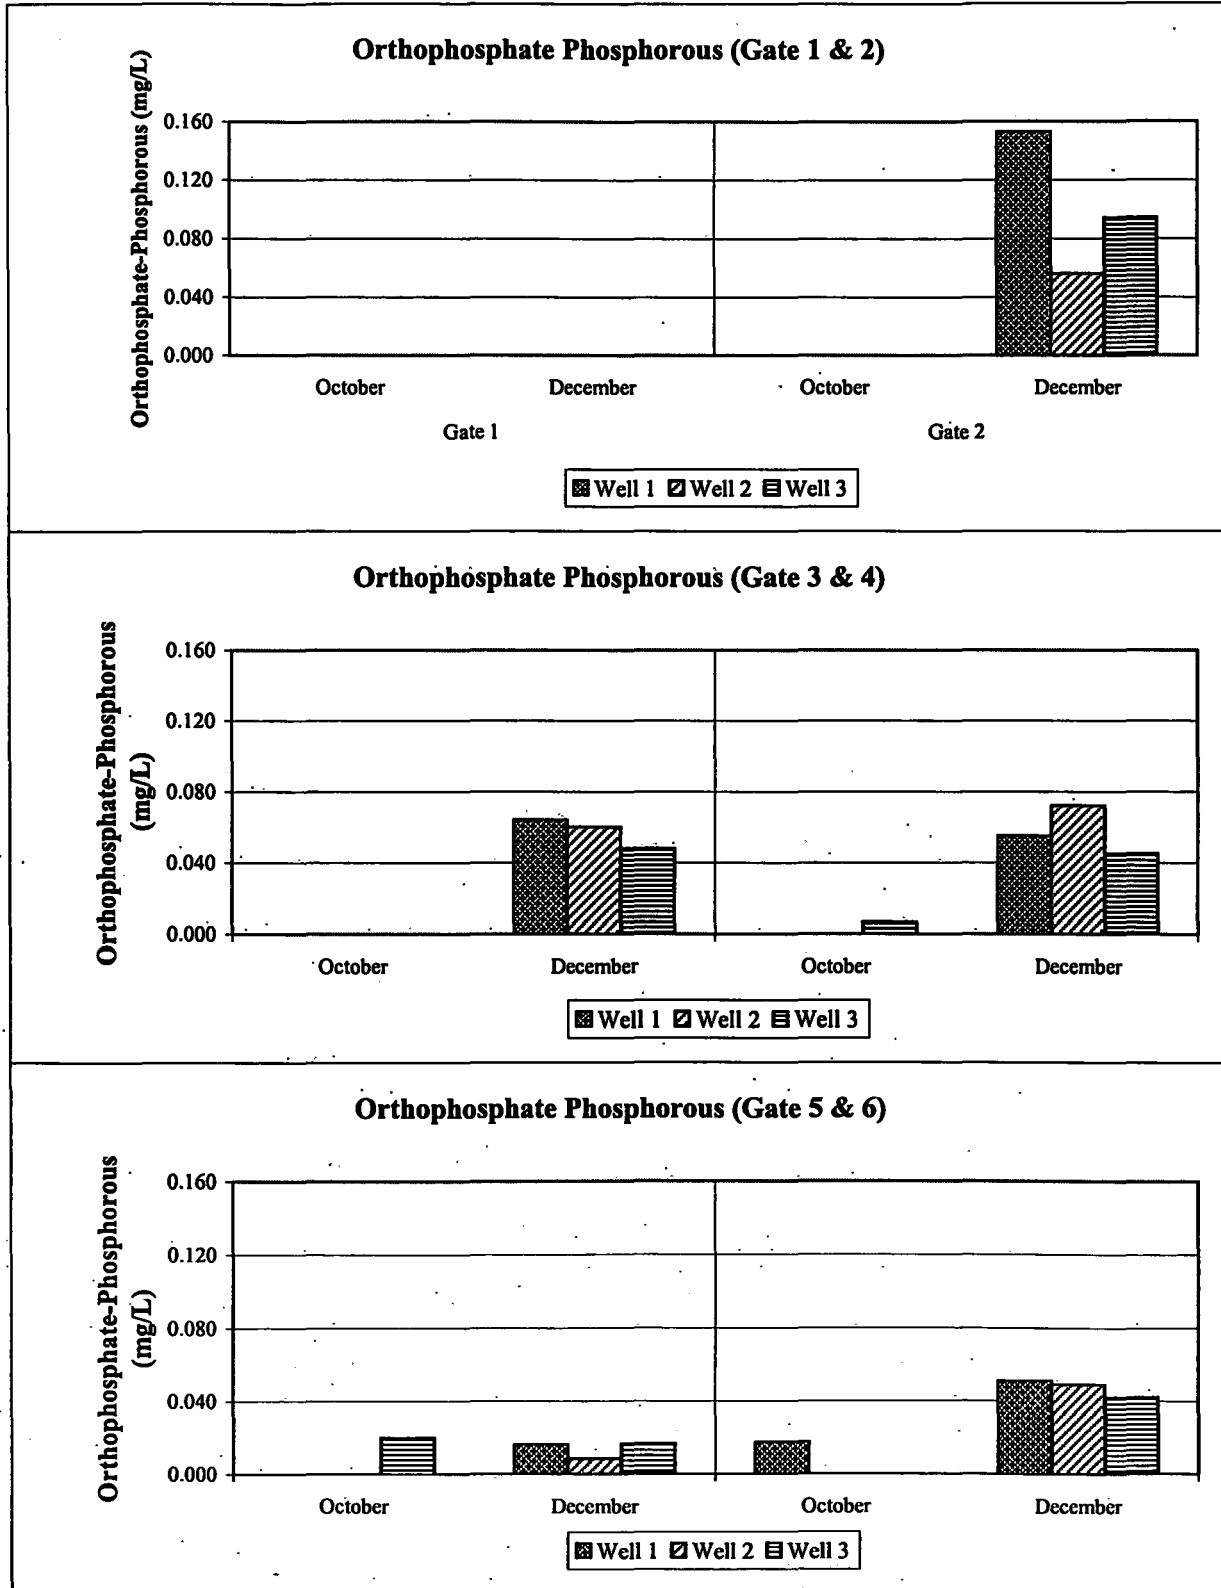 Orthophosphate Phosphorous (Gate 1 & 2)
Orthophosphate-Phosphorous (mg/L)
0.160
0.120
0.080
0.040
0.000
October December October December
Gate 1 Gate 2
Well 1 Well 2 Well 3
Orthophosphate Phosphorous (Gate 3 & 4)
Orthophosphate-Phosphorous
(mg/L)
0.160
0.120
0.080
0.040
0.000
October December October December
Well 1 Well 2 Well 3
Orthophosphate Phosphorous (Gate 5 & 6)
Orthophosphate-Phosphorous
(mg/L)
0.160
0.120
0.080
0.040
0.000
October December October December
Well 1 Well 2 Well 3